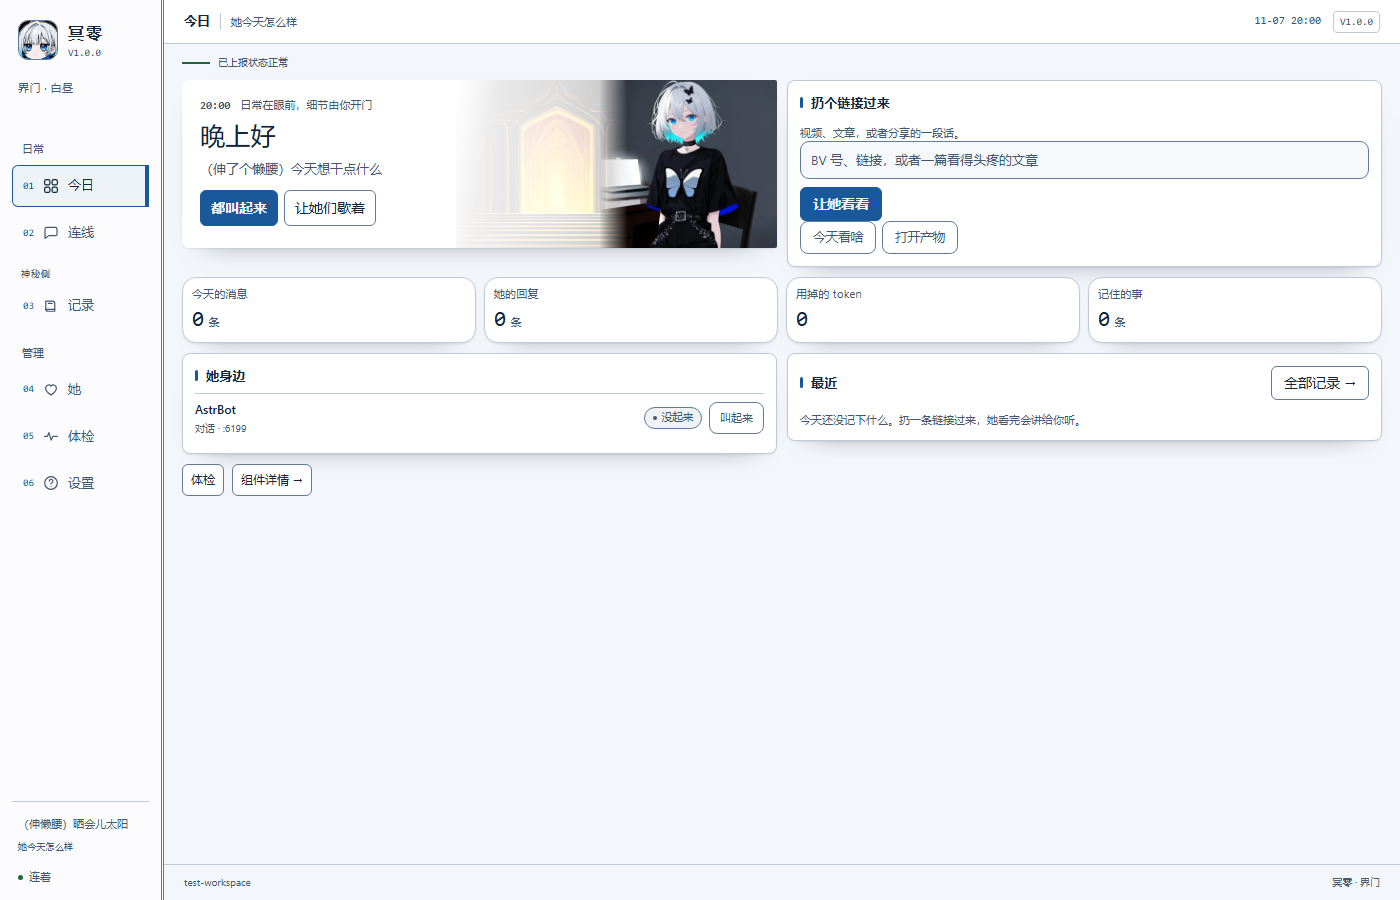 冥零
V1.0.0
界门 · 白昼
日常
01 今日
02 连线
神秘侧
03 记录
管理
04 她
05 体检
06 设置
（伸懒腰）晒会儿太阳
她今天怎么样
连着
今日 她今天怎么样
11-07 20:00 V1.0.0
已上报状态正常
20:00 日常在眼前，细节由你开门
晚上好
（伸了个懒腰）今天想干点什么
都叫起来 让她们歇着
扔个链接过来
视频、文章，或者分享的一段话。
BV 号、链接，或者一篇看得头疼的文章
让她看看
今天看啥 打开产物
今天的消息
0 条
她的回复
0 条
用掉的 token
0
记住的事
0 条
她身边
AstrBot
对话 · :6199
没起来 叫起来
最近
全部记录 →
今天还没记下什么。扔一条链接过来，她看完会讲给你听。
体检 组件详情 →
test-workspace
冥零 · 界门